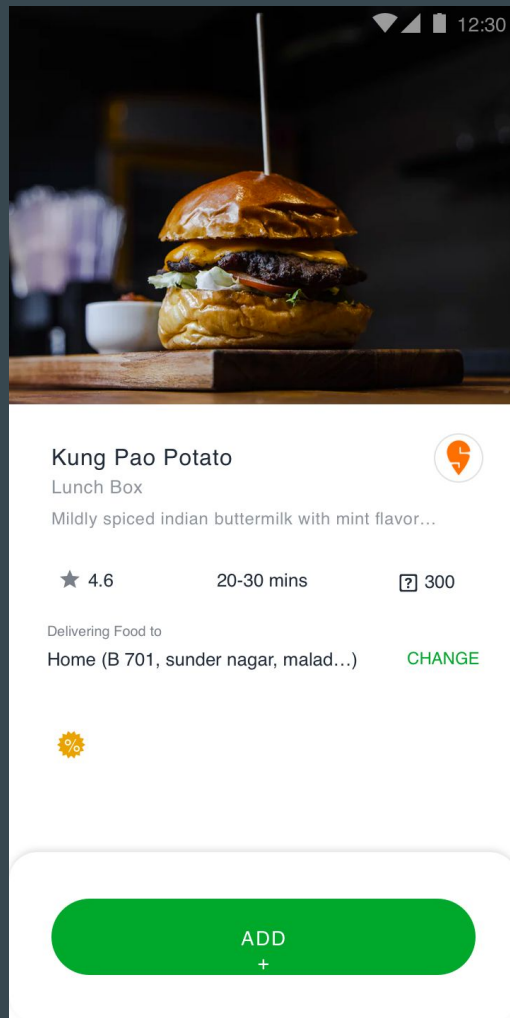 12:30
Kung Pao Potato
Lunch Box
Mildly spiced indian buttermilk with mint flavor…
4.6
20-30 mins
? 300
Delivering Food to
Home (B 701, sunder nagar, malad…)
CHANGE
%
ADD
+